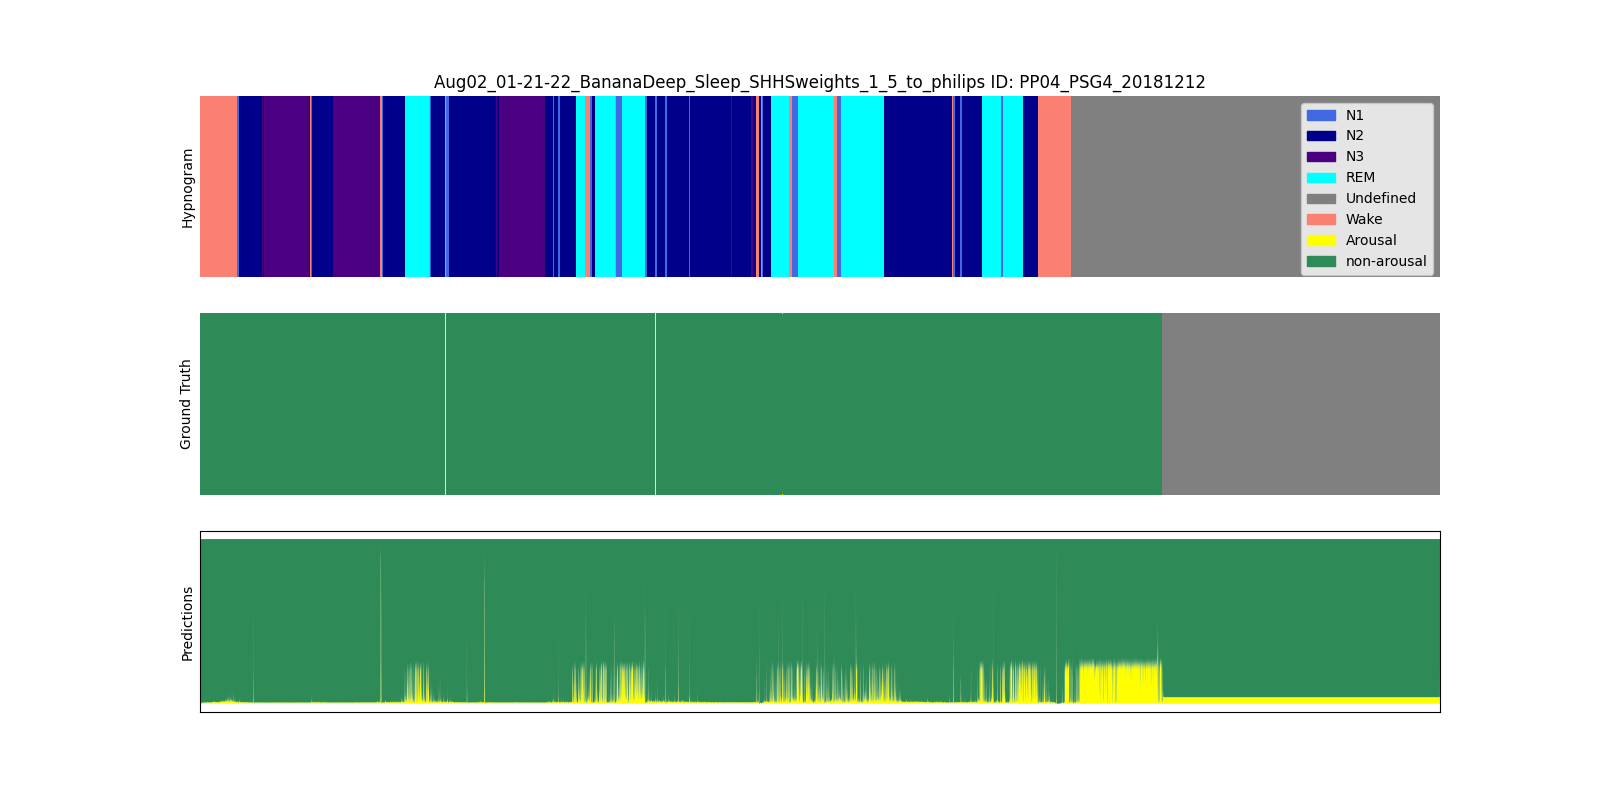 Aug02_01-21-22_BananaDeep_Sleep_SHHSweights_1_5_to_philips ID: PP04_PSG4_20181212
Hypnogram
N1
N2
N3
REM
Undefined
Wake
Arousal
non-arousal
Ground Truth
Predictions